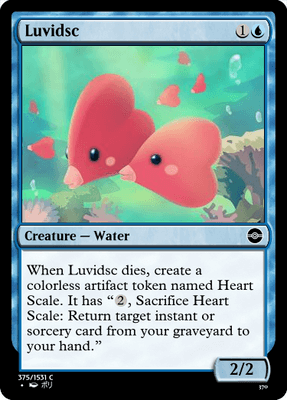 Luvidsc 1
Creature — Water
When Luvidsc dies, create a
colorless artifact token named Heart
Scale. It has “2, Sacrifice Heart
Scale: Return target instant or
sorcery card from your graveyard to
your hand.”
2/2
375/1531 C
170